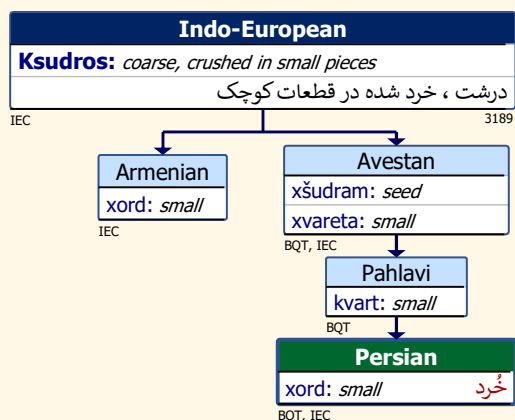 Indo-European
Ksudros: coarse, crushed in small pieces
درشت ، خرد شده در قطعات کوچک
IEC 3189
Armenian
xord: small
IEC
Avestan
xšudram: seed
xvareta: small
BQT, IEC
Pahlavi
kvart: small
BQT
Persian
xord: small خُرد
BQT, IEC